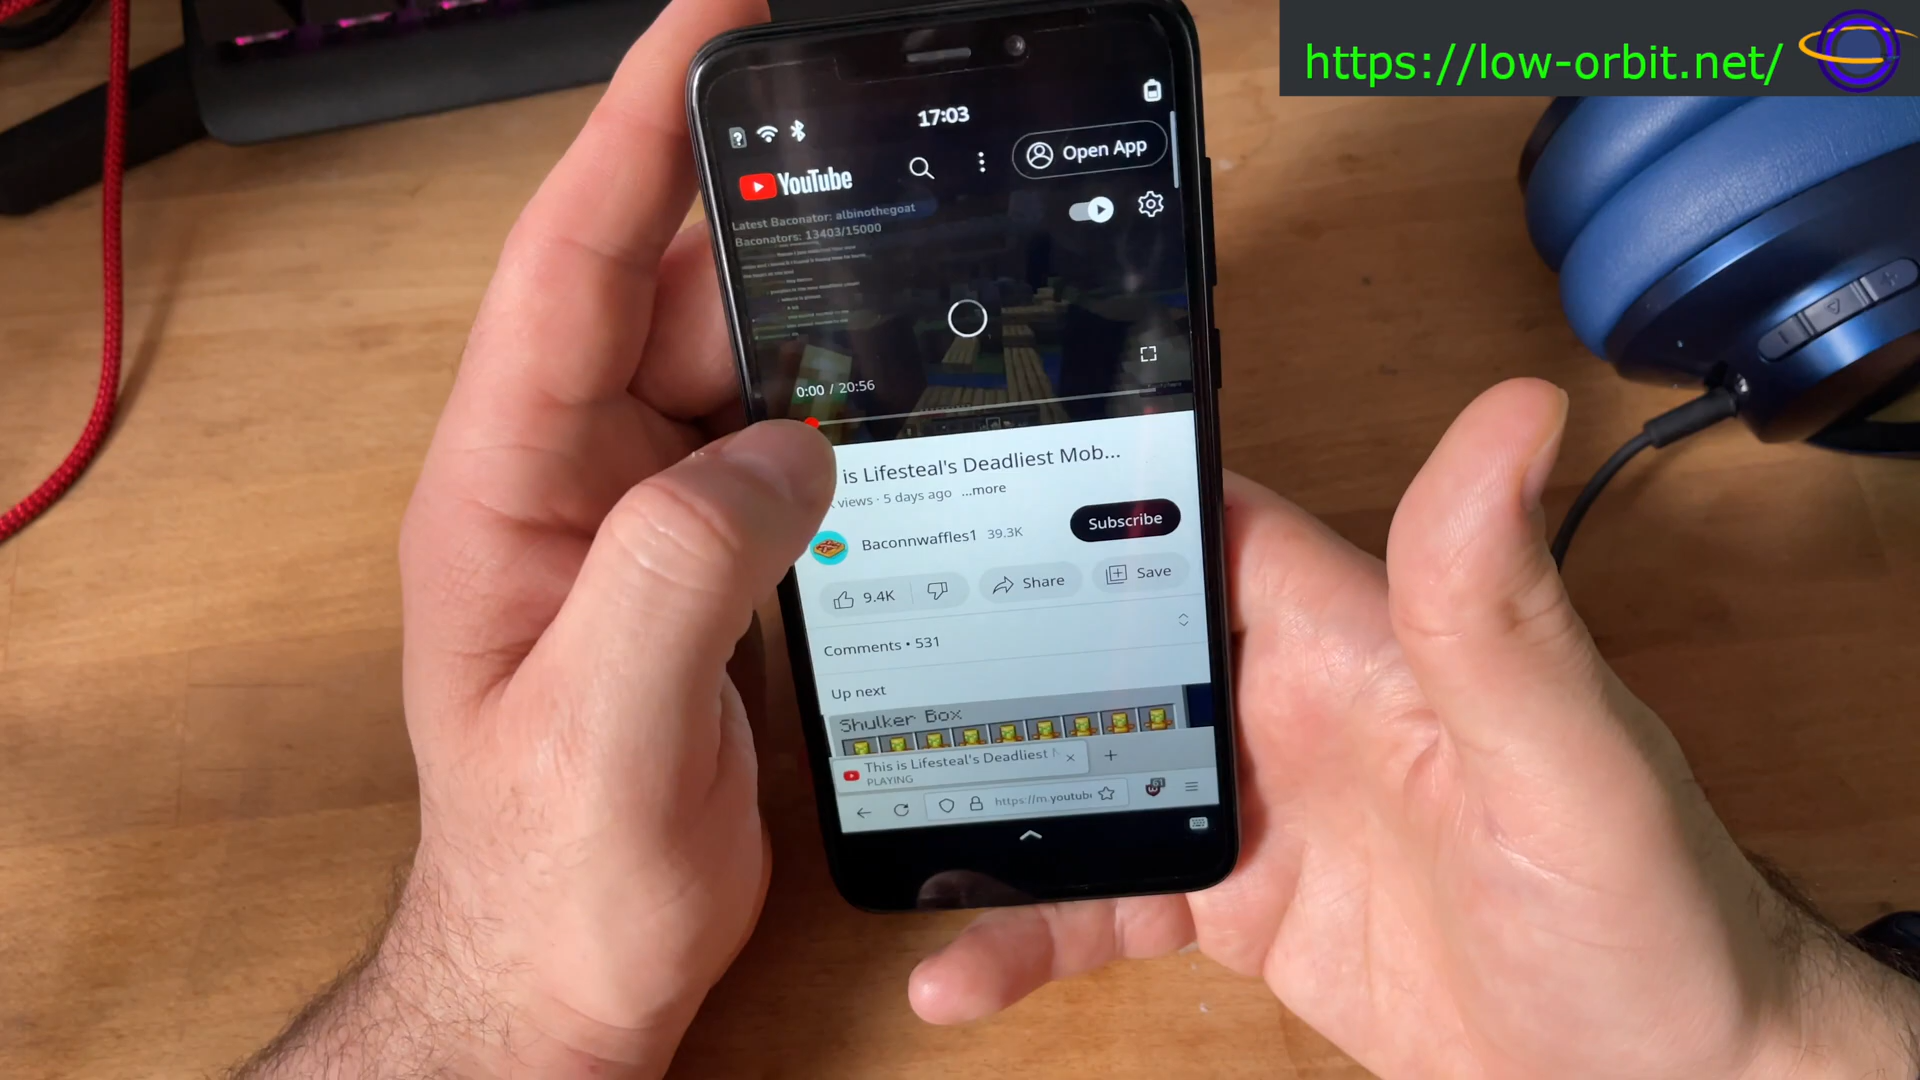 https://low-orbit.net/
17:03
YouTube
Open App
Latest Baconator: albinothegoat
Baconators: 13403/15000
0:00 / 20:56
is Lifesteal's Deadliest Mob...
views · 5 days ago ...more
Baconnwaffles1 39.3K
Subscribe
9.4K
Share
Save
Comments • 531
Up next
Shulker Box
This is Lifesteal's Deadliest
PLAYING
https://m.youtub